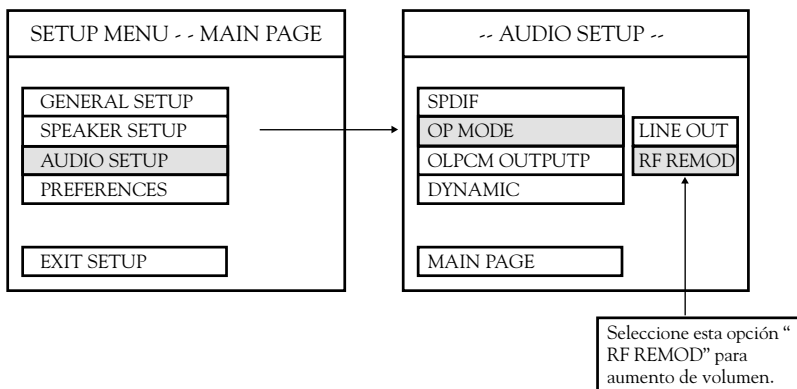 SETUP MENU - - MAIN PAGE
GENERAL SETUP
SPEAKER SETUP
AUDIO SETUP
PREFERENCES
EXIT SETUP
-- AUDIO SETUP --
SPDIF
OP MODE
OLPCM OUTPUTP
DYNAMIC
MAIN PAGE
LINE OUT
RF REMOD
Seleccione esta opción “
RF REMOD” para
aumento de volumen.